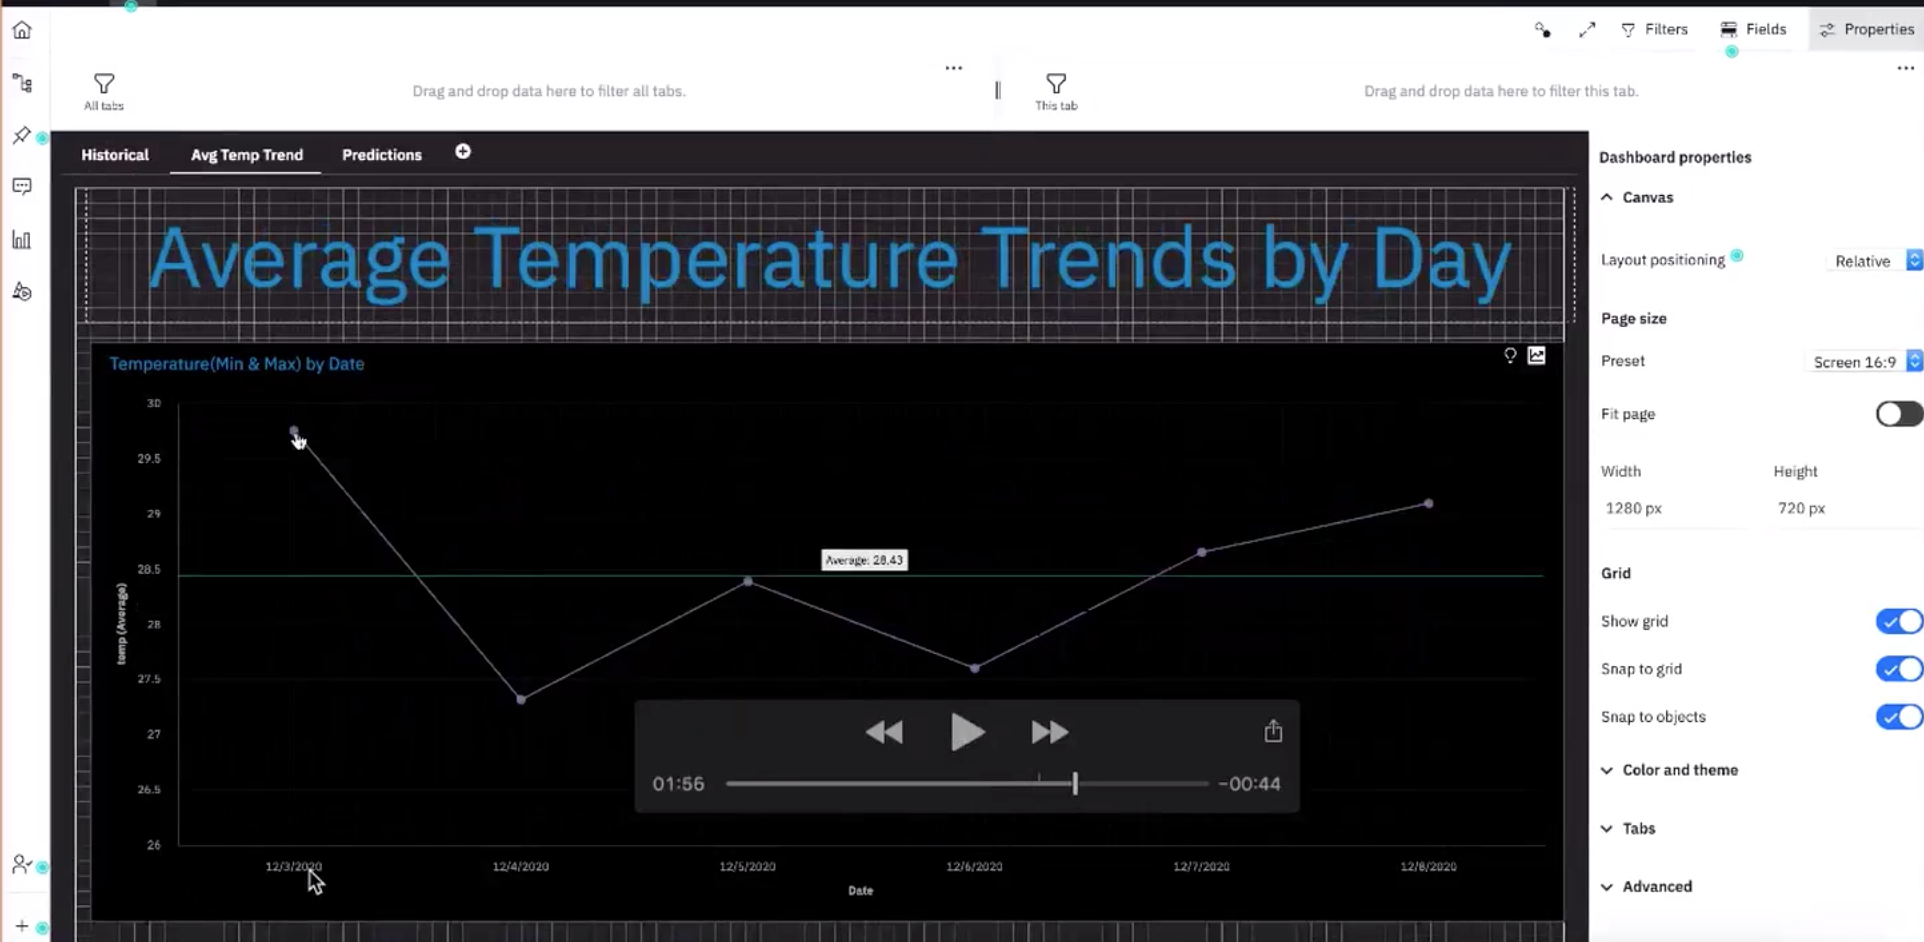 Filters
Fields
Properties
All tabs
Drag and drop data here to filter all tabs.
This tab
Drag and drop data here to filter this tab.
Historical
Avg Temp Trend
Predictions
Average Temperature Trends by Day
Temperature(Min & Max) by Date
30
29.5
29
28.5
28
27.5
27
26.5
26
temp (Average)
Average: 28.43
12/3/2020
12/4/2020
12/5/2020
12/6/2020
12/7/2020
12/8/2020
Date
01:56
-00:44
Dashboard properties
Canvas
Layout positioning
Relative
Page size
Preset
Screen 16:9
Fit page
Width
Height
1280 px
720 px
Grid
Show grid
Snap to grid
Snap to objects
Color and theme
Tabs
Advanced